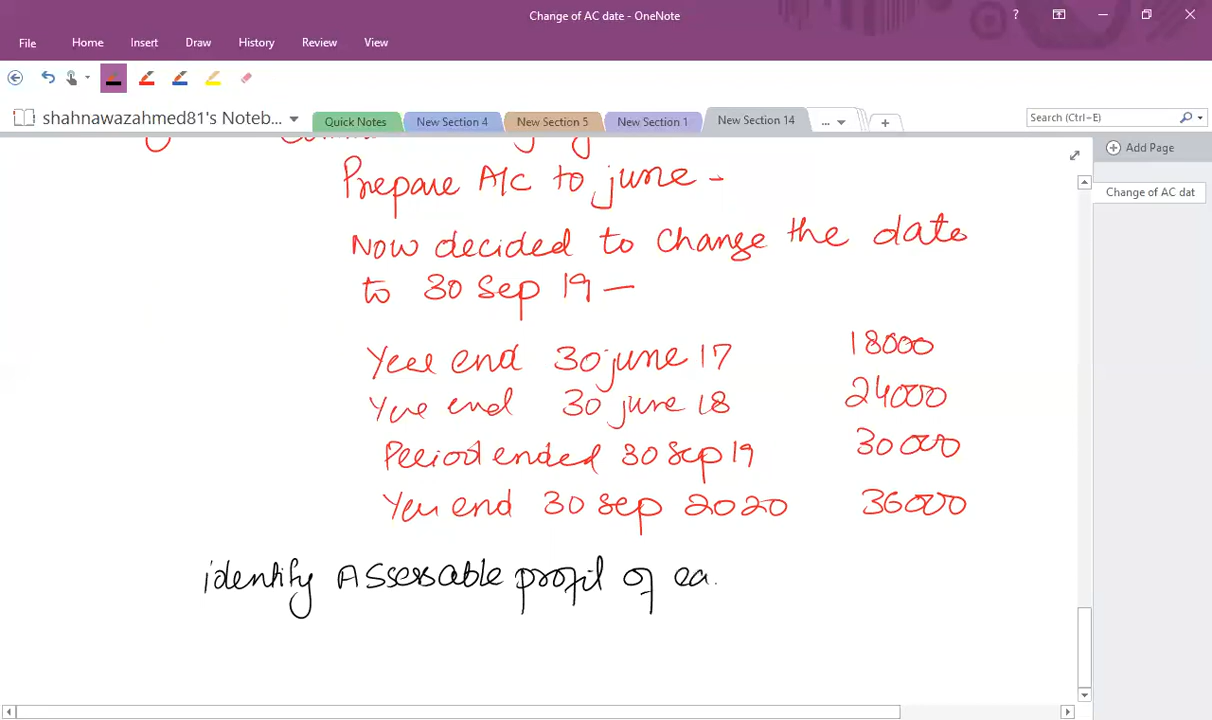 Change of AC date - OneNote
?
File Home Insert Draw History Review View
shahnawazahmed81's Noteb... Quick Notes New Section 4 New Section 5 New Section 1 New Section 14 ... Search (Ctrl+E)
Add Page
Change of AC dat
Prepare A/C to june -
Now decided to change the date
to 30 Sep 19 —
Year end 30 june 17 18000
Year end 30 june 18 24000
Period ended 30 Sep 19 30000
Year end 30 Sep 2020 36000
identify Assessable profit of ea.